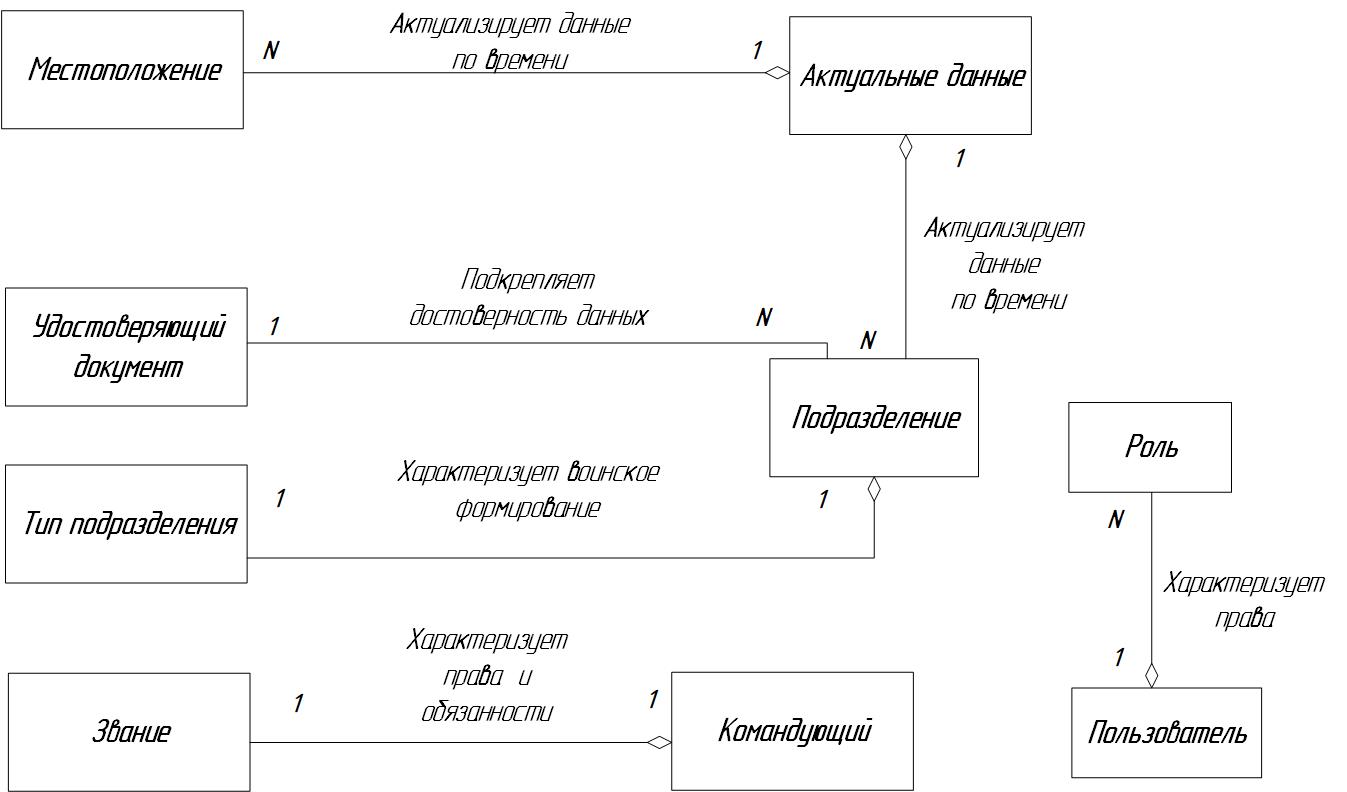 Местоположение
N
Актуализирует данные
по времени
1
Актуальные данные
1
Актуализирует
данные
по времени
Удостоверяющий
документ
1
Подкрепляет
достоверность данных
N
N
Подразделение
1
Тип подразделения
1
Характеризует воинское
формирование
Роль
N
Характеризует
права
1
Пользователь
Звание
1
Характеризует
права и
обязанности
1
Командующий